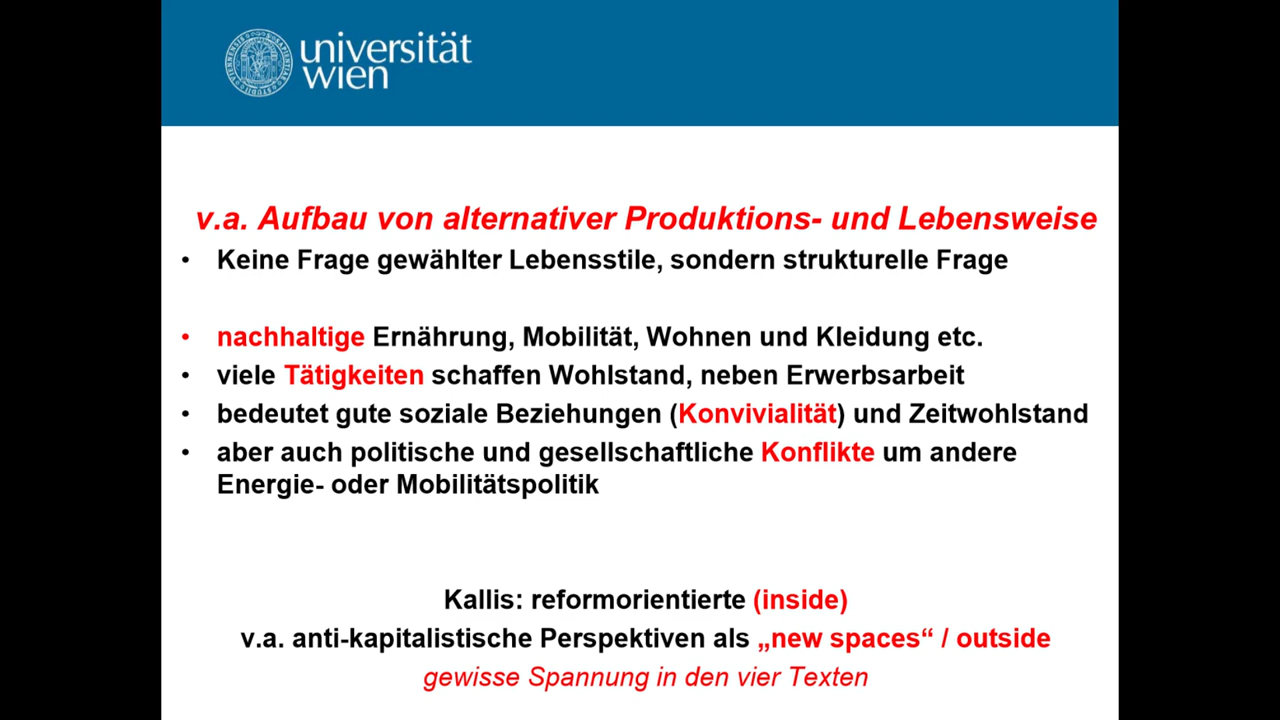 universität
wien
v.a. Aufbau von alternativer Produktions- und Lebensweise
• Keine Frage gewählter Lebensstile, sondern strukturelle Frage
• nachhaltige Ernährung, Mobilität, Wohnen und Kleidung etc.
• viele Tätigkeiten schaffen Wohlstand, neben Erwerbsarbeit
• bedeutet gute soziale Beziehungen (Konvivialität) und Zeitwohlstand
• aber auch politische und gesellschaftliche Konflikte um andere
Energie- oder Mobilitätspolitik
Kallis: reformorientierte (inside)
v.a. anti-kapitalistische Perspektiven als „new spaces“ / outside
gewisse Spannung in den vier Texten